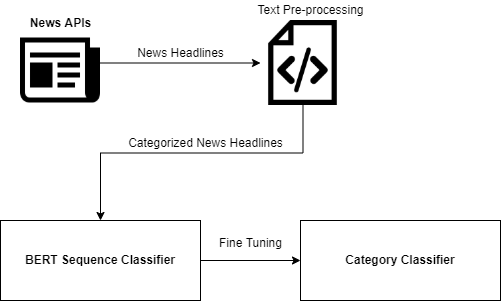 Text Pre-processing
News APIs
News Headlines
</>
Categorized News Headlines
BERT Sequence Classifier
Fine Tuning
Category Classifier